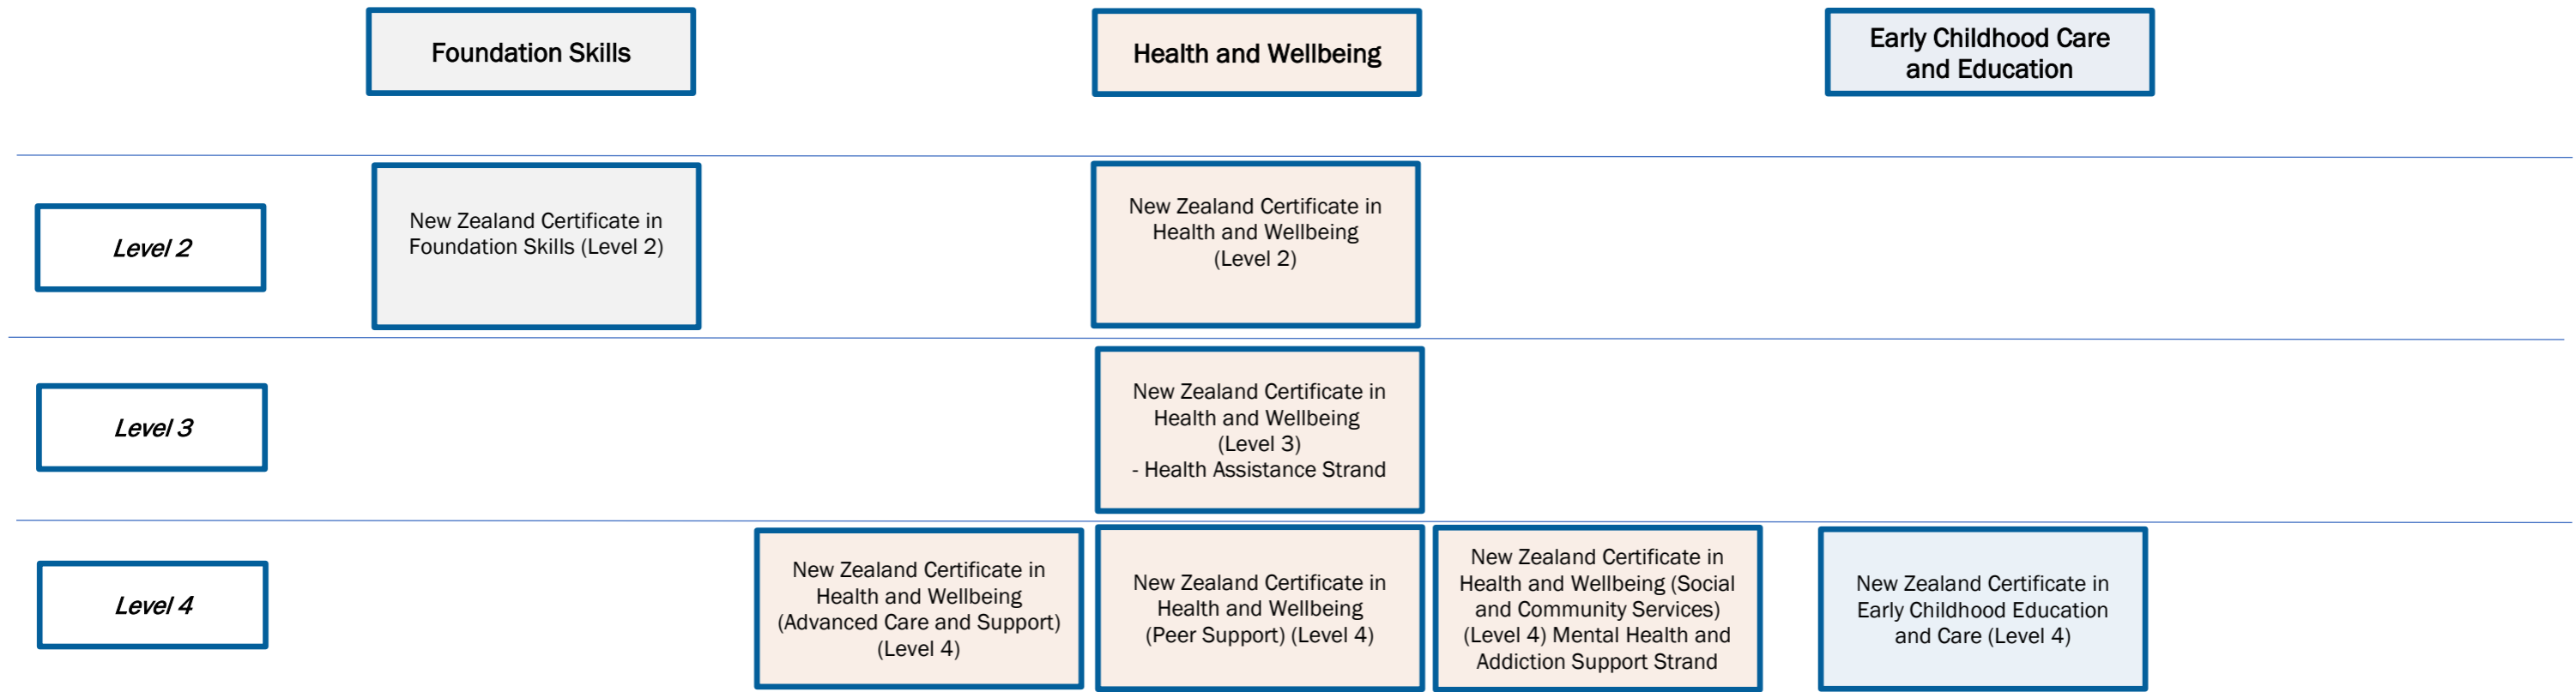 Foundation Skills
Health and Wellbeing
Early Childhood Care
and Education
Level 2
New Zealand Certificate in
Foundation Skills (Level 2)
New Zealand Certificate in
Health and Wellbeing
(Level 2)
Level 3
New Zealand Certificate in
Health and Wellbeing
(Level 3)
- Health Assistance Strand
Level 4
New Zealand Certificate in
Health and Wellbeing
(Advanced Care and Support)
(Level 4)
New Zealand Certificate in
Health and Wellbeing
(Peer Support) (Level 4)
New Zealand Certificate in
Health and Wellbeing (Social
and Community Services)
(Level 4) Mental Health and
Addiction Support Strand
New Zealand Certificate in
Early Childhood Education
and Care (Level 4)